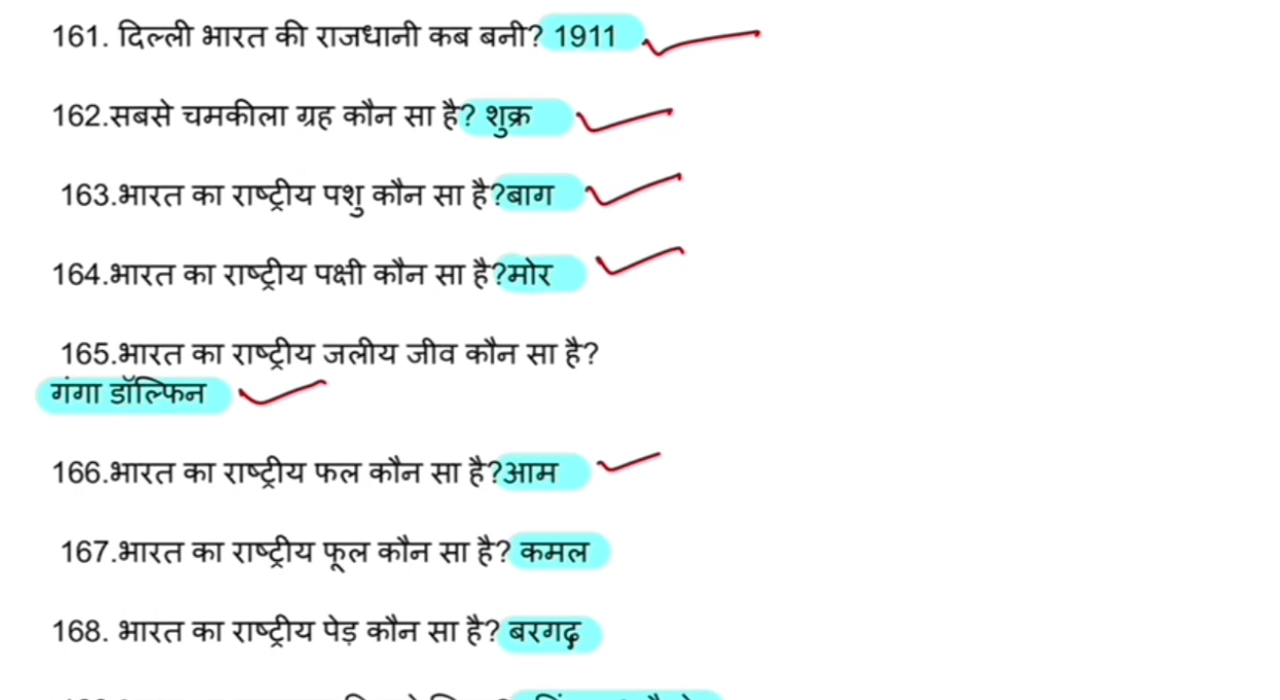 161. दिल्ली भारत की राजधानी कब बनी? 1911
162.सबसे चमकीला ग्रह कौन सा है? शुक्र
163.भारत का राष्ट्रीय पशु कौन सा है?बाग
164.भारत का राष्ट्रीय पक्षी कौन सा है?मोर
165.भारत का राष्ट्रीय जलीय जीव कौन सा है?
गंगा डॉल्फिन
166.भारत का राष्ट्रीय फल कौन सा है?आम
167.भारत का राष्ट्रीय फूल कौन सा है? कमल
168. भारत का राष्ट्रीय पेड़ कौन सा है? बरगढ़